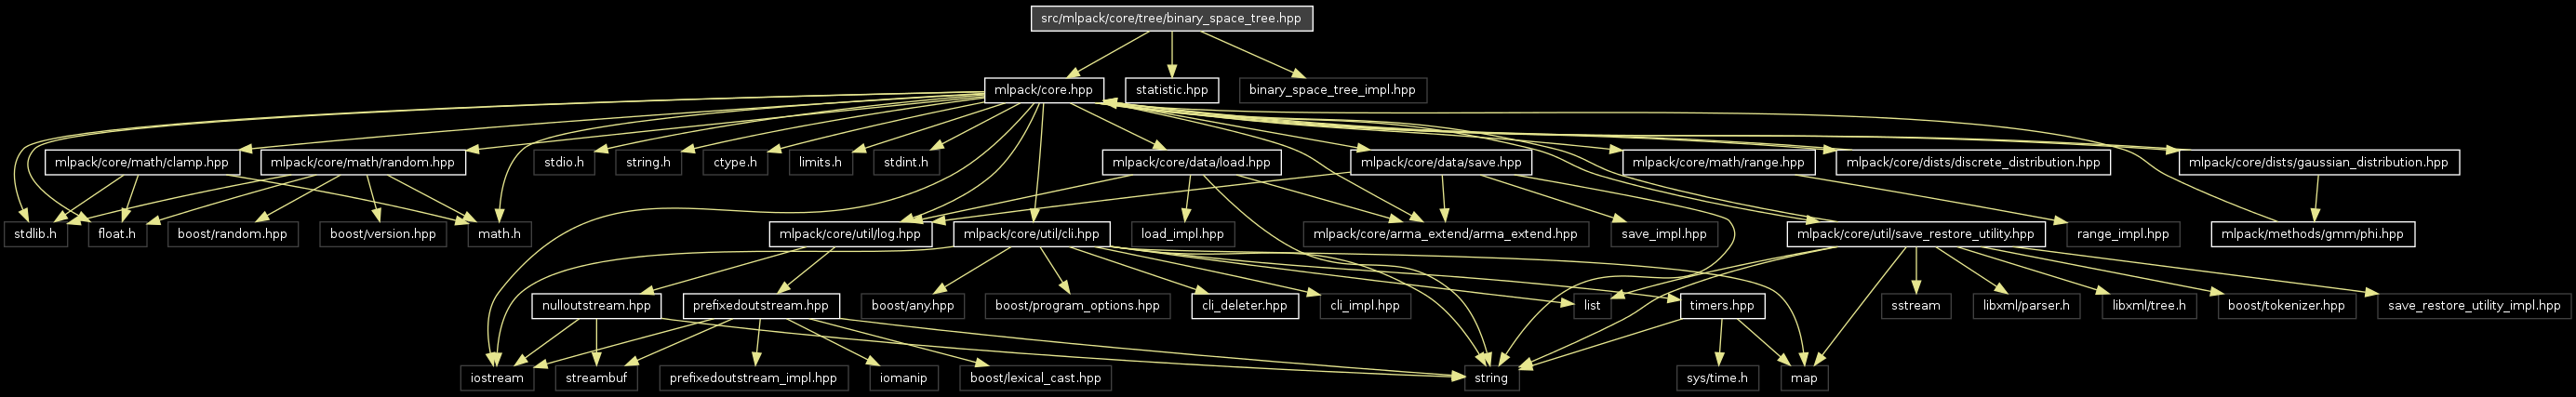 src/mlpack/core/tree/binary_space_tree.hpp
mlpack/core.hpp
statistic.hpp
binary_space_tree_impl.hpp
mlpack/core/math/clamp.hpp
mlpack/core/math/random.hpp
stdio.h
string.h
ctype.h
limits.h
stdint.h
mlpack/core/data/load.hpp
mlpack/core/data/save.hpp
mlpack/core/math/range.hpp
mlpack/core/dists/discrete_distribution.hpp
mlpack/core/dists/gaussian_distribution.hpp
stdlib.h
float.h
boost/random.hpp
boost/version.hpp
math.h
mlpack/core/util/log.hpp
mlpack/core/util/cli.hpp
load_impl.hpp
mlpack/core/arma_extend/arma_extend.hpp
save_impl.hpp
mlpack/core/util/save_restore_utility.hpp
range_impl.hpp
mlpack/methods/gmm/phi.hpp
nulloutstream.hpp
prefixedoutstream.hpp
boost/any.hpp
boost/program_options.hpp
cli_deleter.hpp
cli_impl.hpp
list
timers.hpp
sstream
libxml/parser.h
libxml/tree.h
boost/tokenizer.hpp
save_restore_utility_impl.hpp
iostream
streambuf
prefixedoutstream_impl.hpp
iomanip
boost/lexical_cast.hpp
string
sys/time.h
map